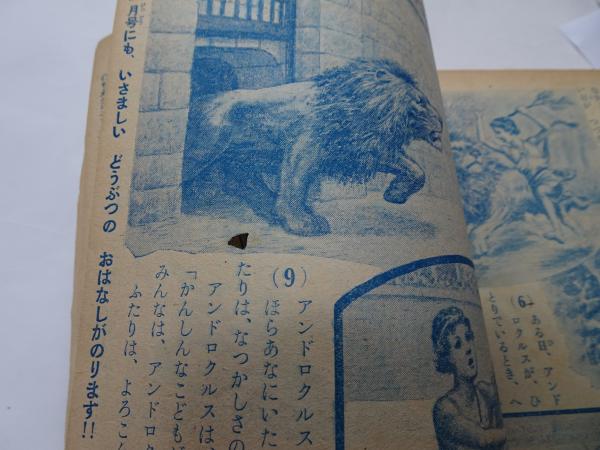 月号にも、いさましい どうぶつの おはなしがのります!!
(6) ある日、アンド
ロクルスが、ひ
とりでいるとき、へ
(9) アンドロクルス
ほらあなにいた
たりは、なつかしさの
アンドロクルスは、
「かんしんなこども
みんなは、アンドロク
ふたりは、よろこん